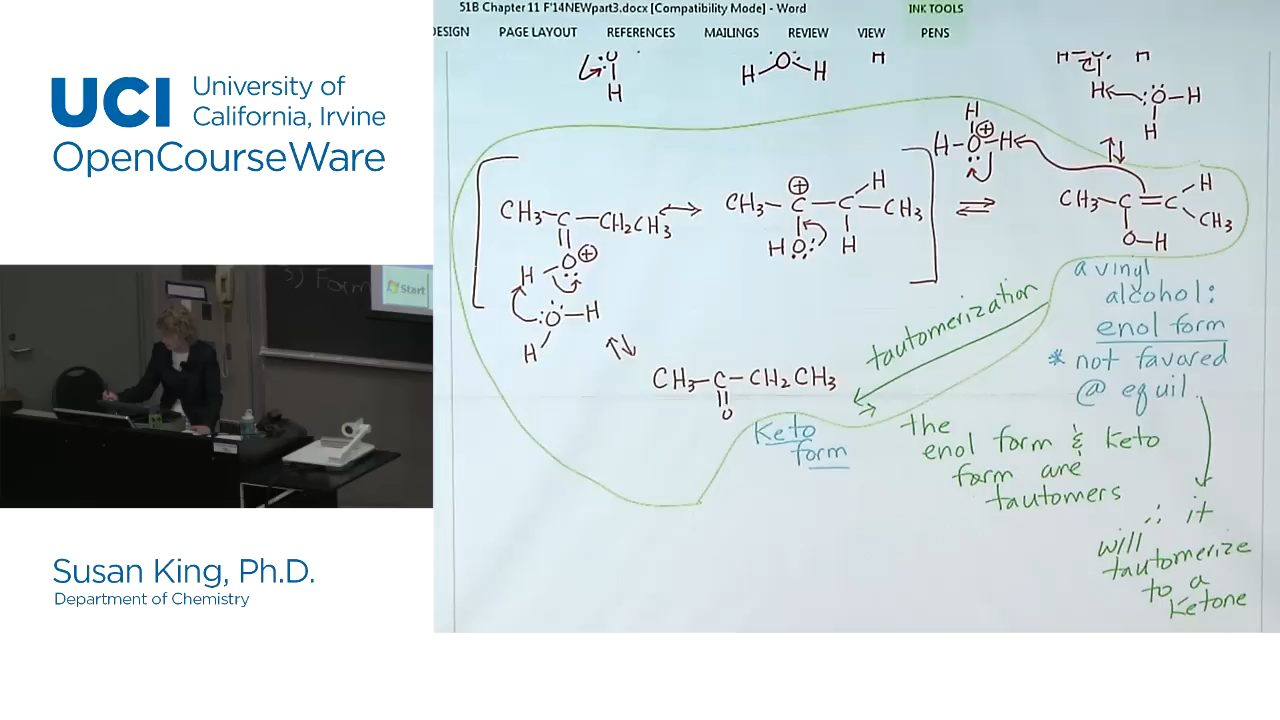 51B Chapter 11 F'14NEWpart3.docx [Compatibility Mode] - Word
INK TOOLS
DESIGN PAGE LAYOUT REFERENCES MAILINGS REVIEW VIEW PENS
UCI University of
California, Irvine
OpenCourseWare
H
H O H
H
H O H
H O H
H
H
H-O-H
⊕
CH3-C-CH2CH3
O ⊕
H
:O-H
H
↔
⊕
CH3-C-C-CH3
H
HO:
H
⇌
CH3-C=C
H
CH3
O-H
CH3-C-CH2CH3
O
Keto
form
tautomerization
a vinyl
alcohol:
enol form
* not favored
@ equil.
the
enol form & keto
form are
tautomers
∴ it
will
tautomerize
to a
ketone
Form
Start
Susan King, Ph.D.
Department of Chemistry